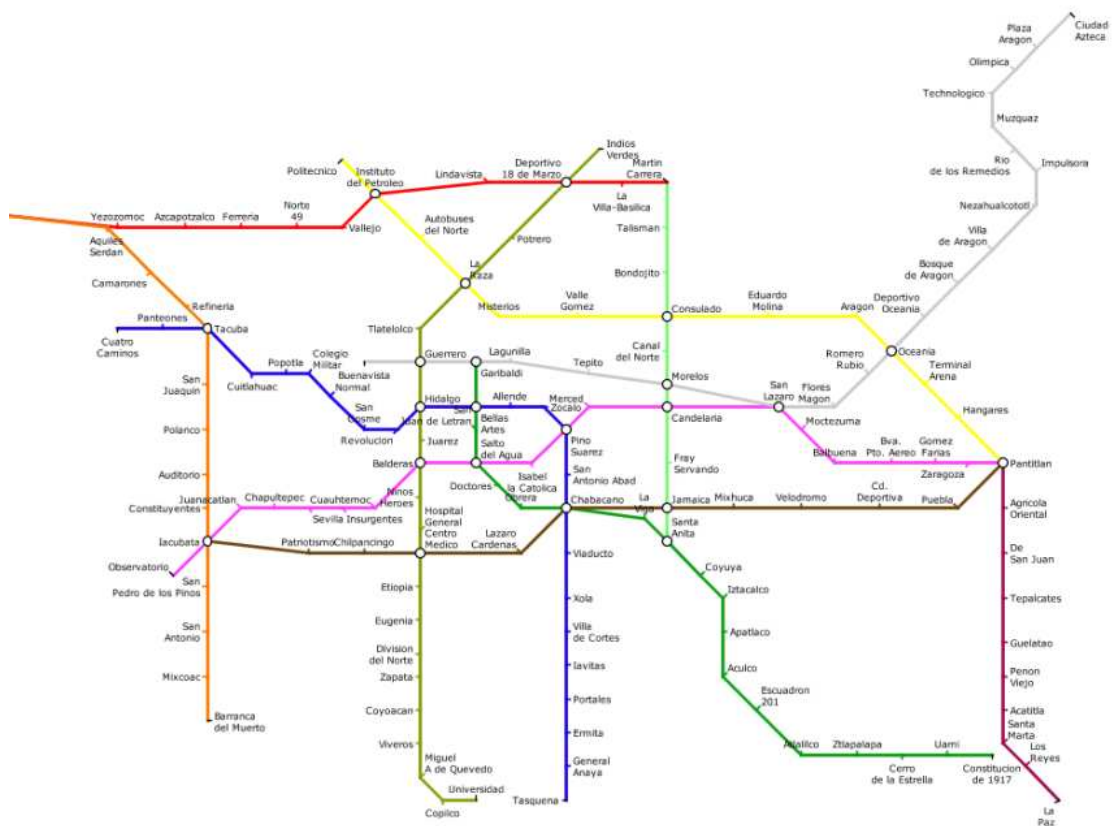 Ciudad
Azteca
Plaza
Aragon
Olimpica
Technologico
Muzquaz
Rio
de los Remedios
Impulsora
Nezahualcototl
Villa
de Aragon
Bosque
de Aragon
Deportivo
Oceania
Indios
Verdes
Politecnico
Instituto
del Petroleo
Lindavista
Deportivo
18 de Marzo
Martin
Carrera
La
Villa-Basilica
Yezozomoc
Azcapotzalco
Ferreria
Norte
49
Vallejo
Autobuses
del Norte
Potrero
Talisman
Aquiles
Serdan
Camarones
Refineria
La
Raza
Bondojito
Misterios
Valle
Gomez
Consulado
Eduardo
Molina
Aragon
Panteones
Tacuba
Cuatro
Caminos
Tlatelolco
Canal
del Norte
Romero
Rubio
Oceania
Terminal
Arena
Popotla
Colegio
Militar
Cuitlahuac
Buenavista
Normal
Guerrero
Lagunilla
Garibaldi
Tepito
Morelos
San
Lazaro
Flores
Magon
San
Joaquin
San
Cosme
Revolucion
Hidalgo
San
Juan de Letran
Allende
Merced
Zocalo
Candelaria
Moctezuma
Hangares
Polanco
Juarez
Bellas
Artes
Salto
del Agua
Pino
Suarez
Balbuena
Bva.
Pto. Aereo
Gomez
Farias
Zaragoza
Pantitlan
Auditorio
Balderas
Isabel
la Catolica
San
Antonio Abad
Fray
Servando
Juanacatlan
Chapultepec
Cuauhtemoc
Ninos
Heroes
Doctores
Obrera
Chabacano
La
Viga
Jamaica
Mixhuca
Velodromo
Cd.
Deportiva
Puebla
Agricola
Oriental
Constituyentes
Sevilla
Insurgentes
Hospital
General
Centro
Medico
Iacubata
Patriotismo
Chilpancingo
Lazaro
Cardenas
Santa
Anita
Viaducto
De
San Juan
Observatorio
San
Pedro de los Pinos
Etiopia
Xola
Coyuya
Iztacalco
Tepalcates
San
Antonio
Eugenia
Villa
de Cortes
Apatlaco
Guelatao
Division
del Norte
Iavitas
Mixcoac
Zapata
Aculco
Penon
Viejo
Barranca
del Muerto
Coyoacan
Portales
Escuadron
201
Acatitla
Viveros
Ermita
Atlalilco
Ztlapalapa
Uami
Santa
Marta
Los
Reyes
Miguel
A de Quevedo
General
Anaya
Cerro
de la Estrella
Constitucion
de 1917
Universidad
Copilco
Tasquena
La
Paz